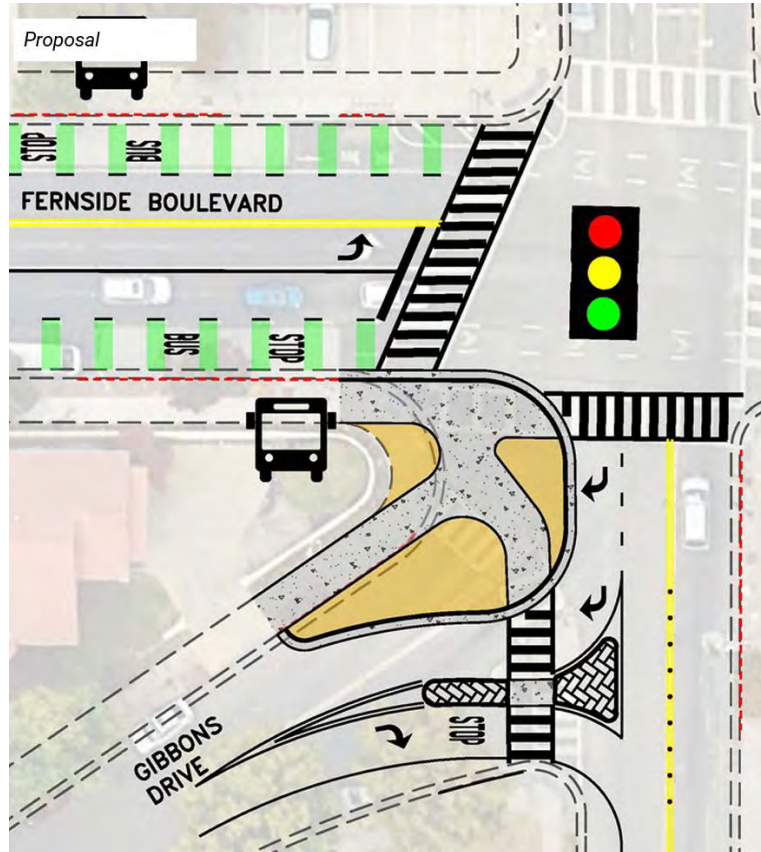 Proposal
STOP
BUS
FERNSIDE BOULEVARD
BUS
STOP
STOP
GIBBONS
DRIVE